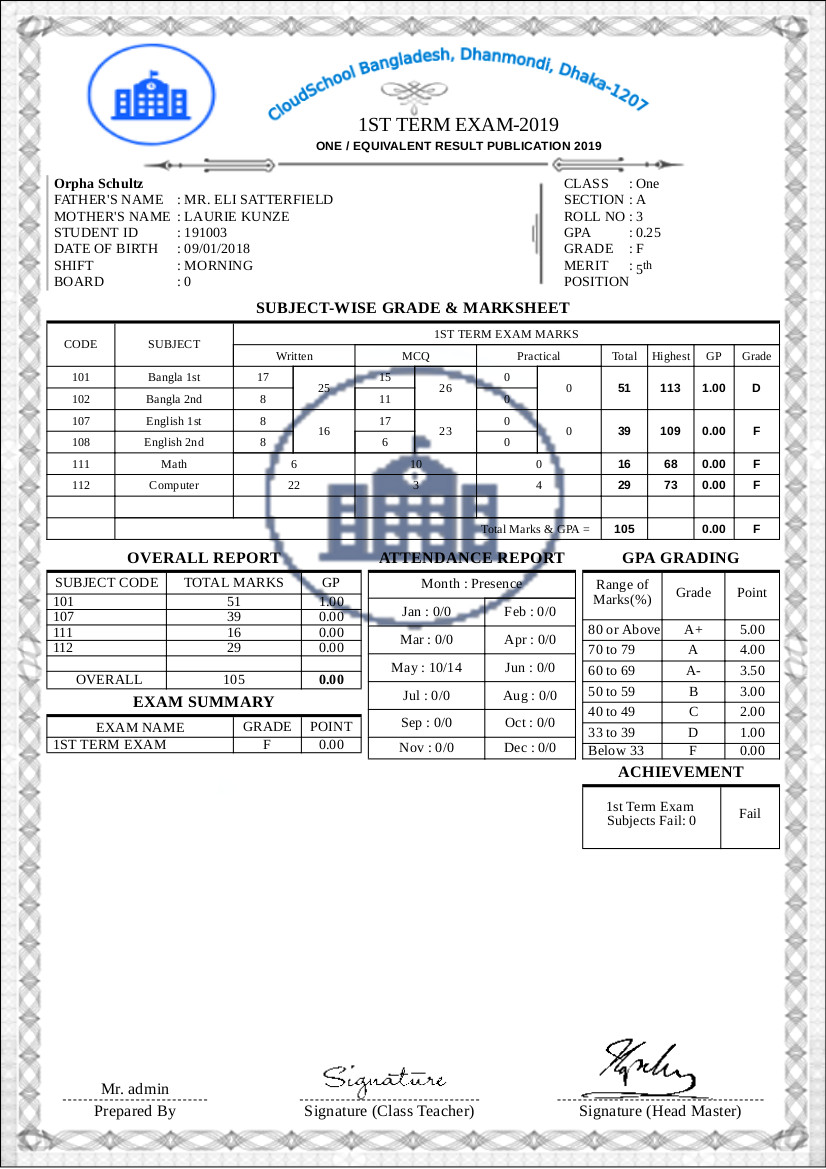 CloudSchool Bangladesh, Dhanmondi, Dhaka-1207
1ST TERM EXAM-2019
ONE / EQUIVALENT RESULT PUBLICATION 2019
Orpha Schultz
FATHER'S NAME : MR. ELI SATTERFIELD
MOTHER'S NAME : LAURIE KUNZE
STUDENT ID : 191003
DATE OF BIRTH : 09/01/2018
SHIFT : MORNING
BOARD : 0
CLASS : One
SECTION : A
ROLL NO : 3
GPA : 0.25
GRADE : F
MERIT : 5th
POSITION
SUBJECT-WISE GRADE & MARKSHEET
CODE SUBJECT 1ST TERM EXAM MARKS
Written MCQ Practical Total Highest GP Grade
101 Bangla 1st 17 25 15 26 0 0 51 113 1.00 D
102 Bangla 2nd 8 11 0
107 English 1st 8 16 17 23 0 0 39 109 0.00 F
108 English 2nd 8 6 0
111 Math 6 10 0 16 68 0.00 F
112 Computer 22 3 4 29 73 0.00 F
Total Marks & GPA = 105 0.00 F
OVERALL REPORT
SUBJECT CODE TOTAL MARKS GP
101 51 1.00
107 39 0.00
111 16 0.00
112 29 0.00
OVERALL 105 0.00
EXAM SUMMARY
EXAM NAME GRADE POINT
1ST TERM EXAM F 0.00
ATTENDANCE REPORT
Month : Presence
Jan : 0/0 Feb : 0/0
Mar : 0/0 Apr : 0/0
May : 10/14 Jun : 0/0
Jul : 0/0 Aug : 0/0
Sep : 0/0 Oct : 0/0
Nov : 0/0 Dec : 0/0
GPA GRADING
Range of
Marks(%) Grade Point
80 or Above A+ 5.00
70 to 79 A 4.00
60 to 69 A- 3.50
50 to 59 B 3.00
40 to 49 C 2.00
33 to 39 D 1.00
Below 33 F 0.00
ACHIEVEMENT
1st Term Exam
Subjects Fail: 0 Fail
Mr. admin
Prepared By
Signature
Signature (Class Teacher)
Signature (Head Master)